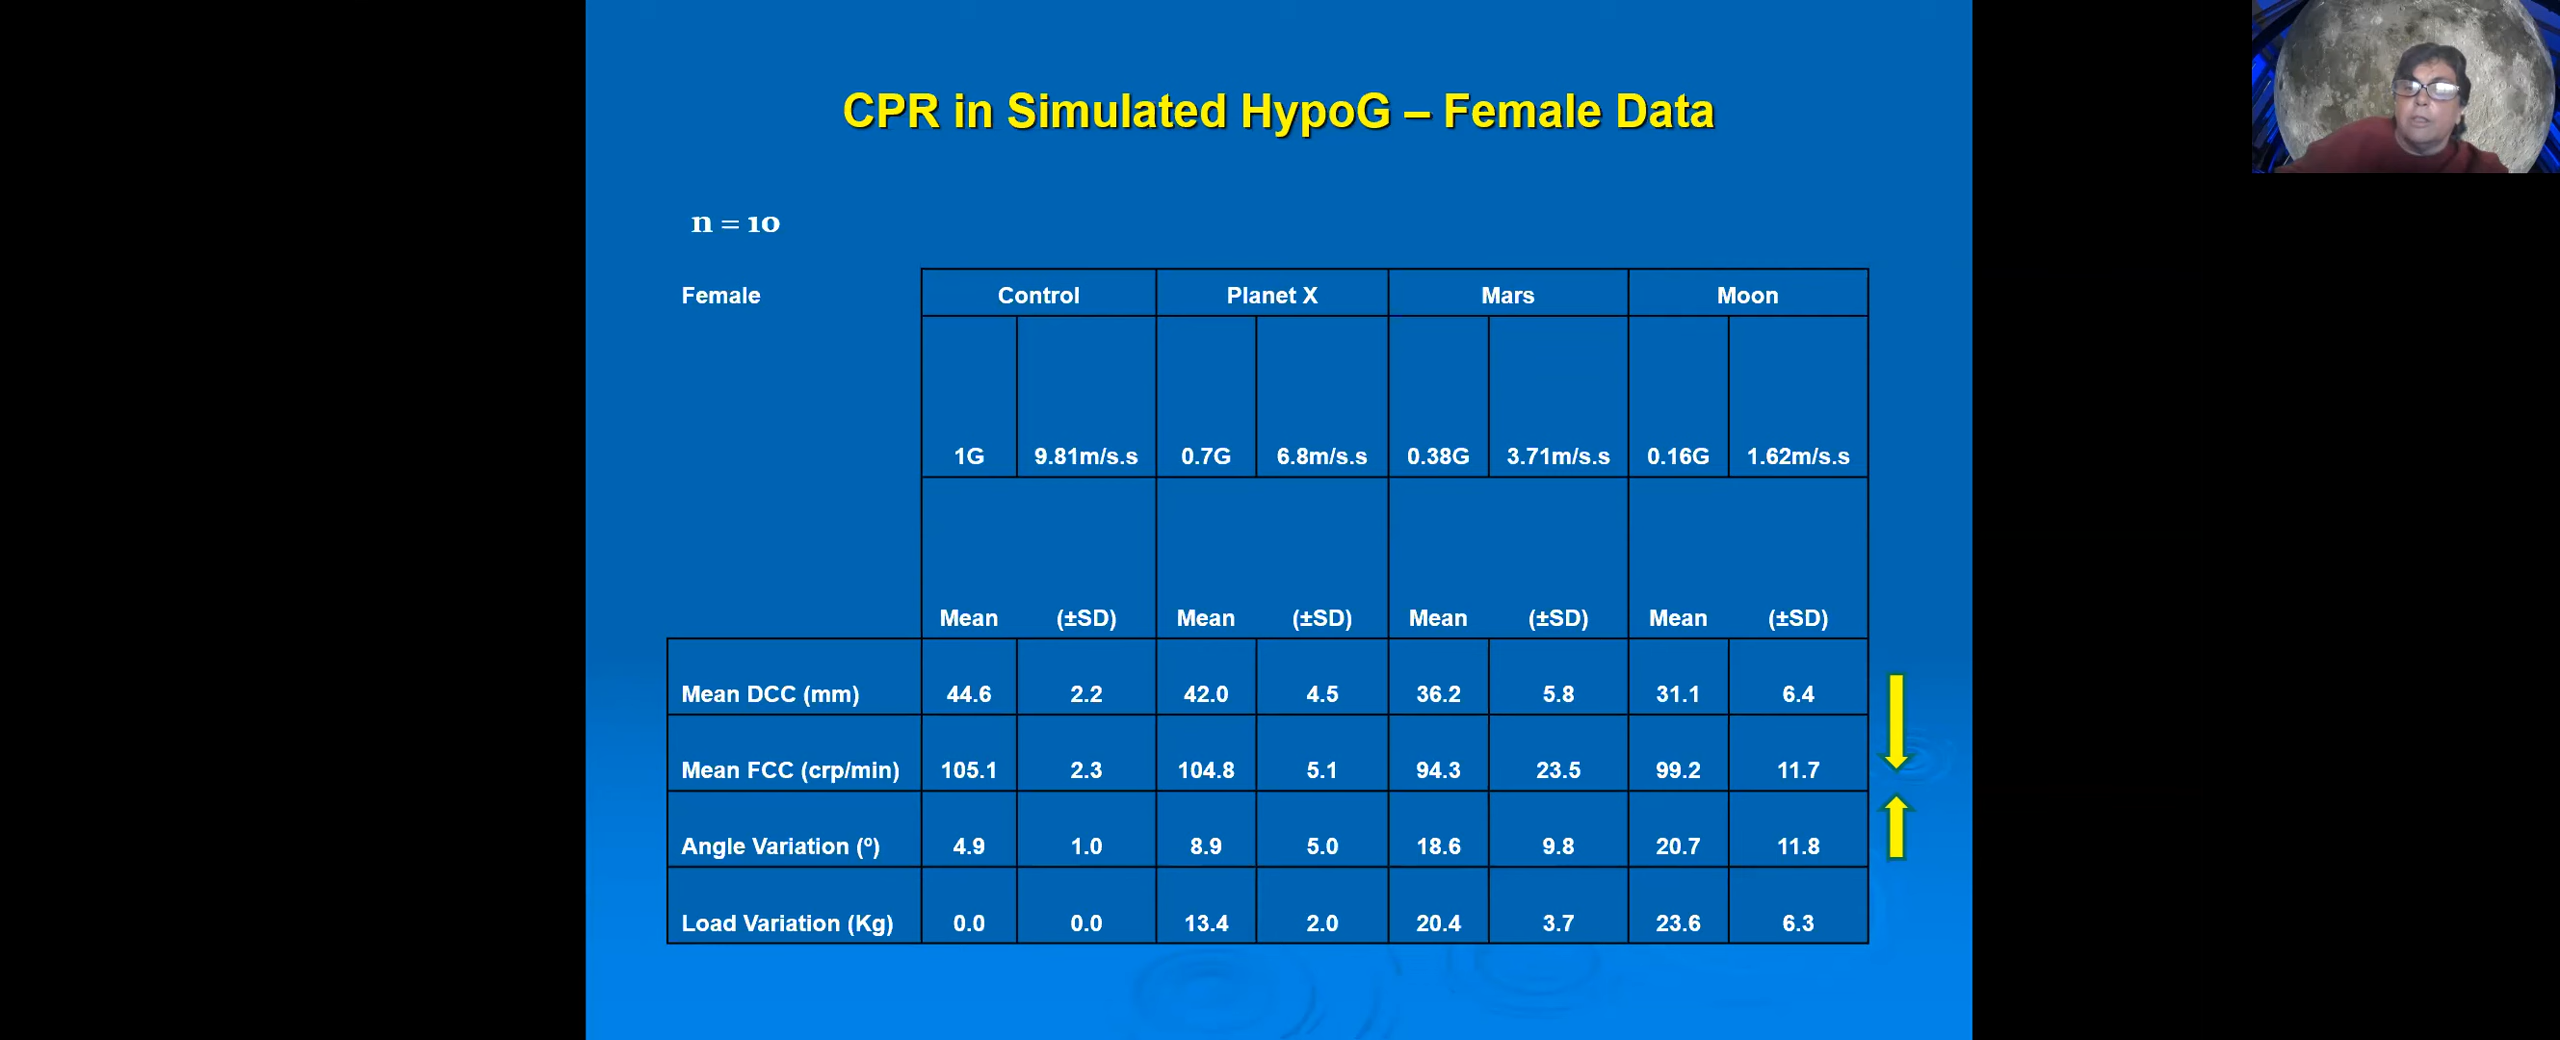 CPR in Simulated HypoG – Female Data
n = 10
Female Control Planet X Mars Moon
1G 9.81m/s.s 0.7G 6.8m/s.s 0.38G 3.71m/s.s 0.16G 1.62m/s.s
Mean (±SD) Mean (±SD) Mean (±SD) Mean (±SD)
Mean DCC (mm) 44.6 2.2 42.0 4.5 36.2 5.8 31.1 6.4
Mean FCC (crp/min) 105.1 2.3 104.8 5.1 94.3 23.5 99.2 11.7
Angle Variation (º) 4.9 1.0 8.9 5.0 18.6 9.8 20.7 11.8
Load Variation (Kg) 0.0 0.0 13.4 2.0 20.4 3.7 23.6 6.3